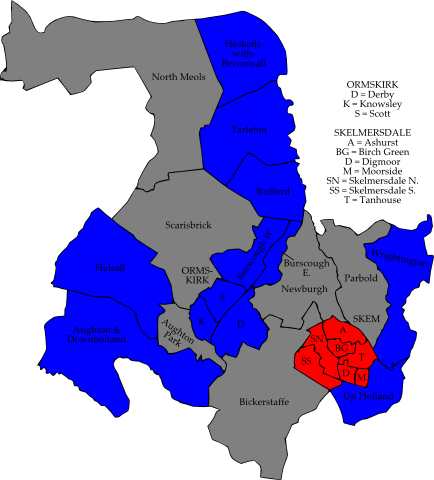 Hesketh-
with-
Becconsall
North Meols
ORMSKIRK
D = Derby
K = Knowsley
S = Scott
SKELMERSDALE
A = Ashurst
BG = Birch Green
D = Digmoor
M = Moorside
SN = Skelmersdale N.
SS = Skelmersdale S.
T = Tanhouse
Tarleton
Rufford
Scarisbrick
Burscough W.
Wrightington
Halsall
ORMS-
KIRK
Burscough
E.
Parbold
Newburgh
S
K
D
SKEM
Aughton &
Downholland
Aughton
Park
A
SN
BG
T
SS
D
M
Up Holland
Bickerstaffe